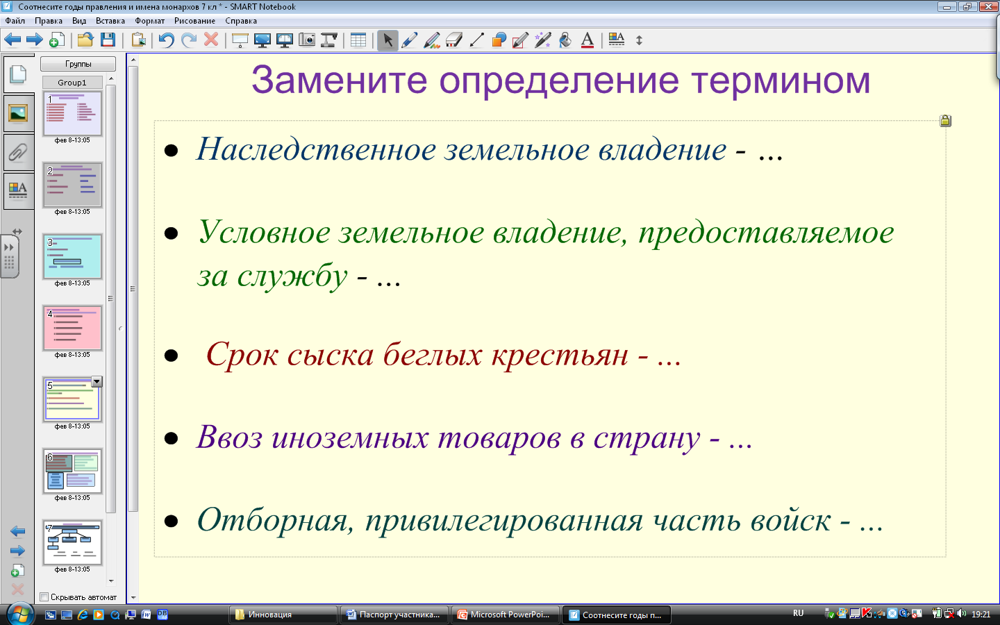 Соотнесите годы правления и имена монархов 7 кл * - SMART Notebook
Файл Правка Вид Вставка Формат Рисование Справка
Группы
Group1
1
фев 8-13:05
2
фев 8-13:05
3
фев 8-13:05
4
фев 8-13:05
5
фев 8-13:05
6
фев 8-13:05
7
фев 8-13:05
Скрывать автомат
Замените определение термином
• Наследственное земельное владение - ...
• Условное земельное владение, предоставляемое
за службу - ...
• Срок сыска беглых крестьян - ...
• Ввоз иноземных товаров в страну - ...
• Отборная, привилегированная часть войск - ...
Инновация
Паспорт участника...
Microsoft PowerPoi...
Соотнесите годы п...
RU
19:21